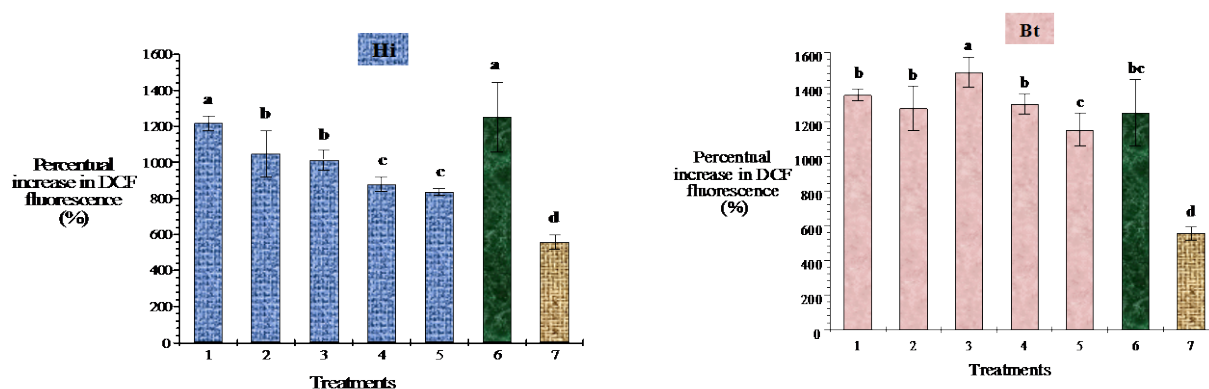 Hi
1600
1400
1200
1000
800
600
400
200
0
Percentual
increase in DCF
fluorescence
(%)
a
b
b
c
c
a
d
1 2 3 4 5 6 7
Treatments
Bt
1600
1400
1200
1000
800
600
400
200
0
Percentual
increase in DCF
fluorescence
(%)
b
b
a
b
c
bc
d
1 2 3 4 5 6 7
Treatments